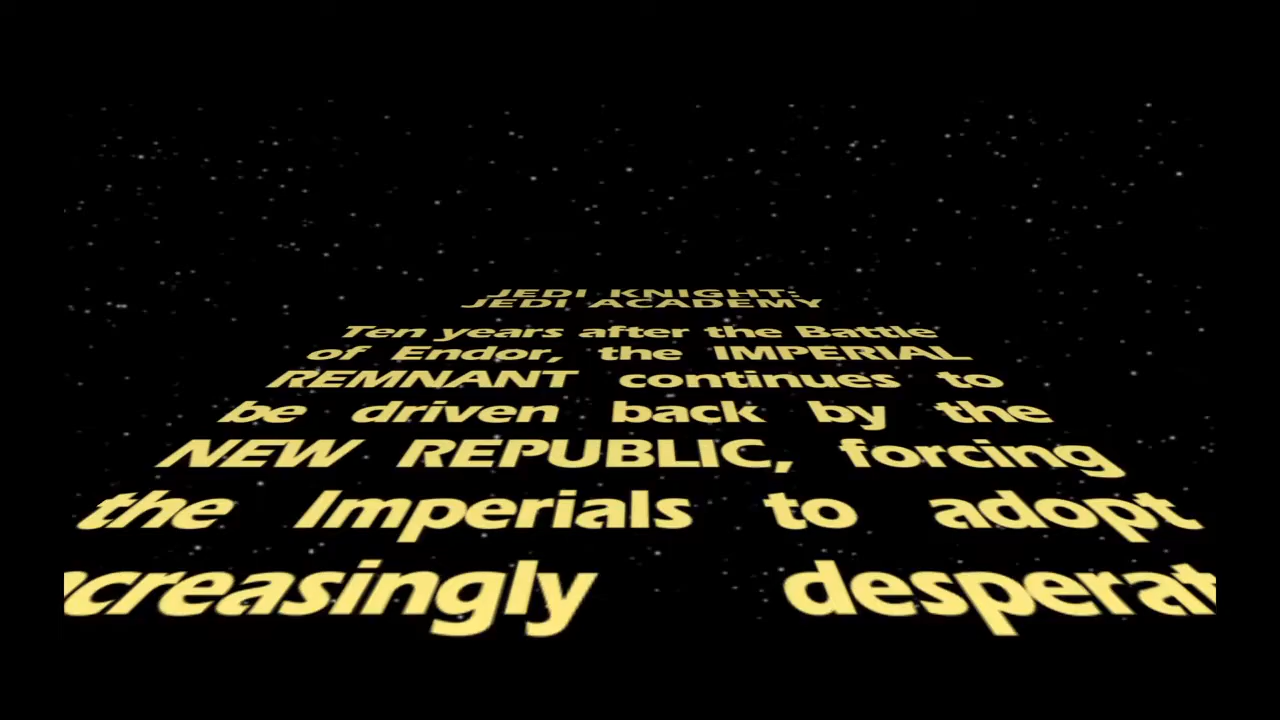 JEDI KNIGHT:
JEDI ACADEMY
Ten years after the Battle
of Endor, the IMPERIAL
REMNANT continues to
be driven back by the
NEW REPUBLIC, forcing
the Imperials to adopt
creasingly desperat